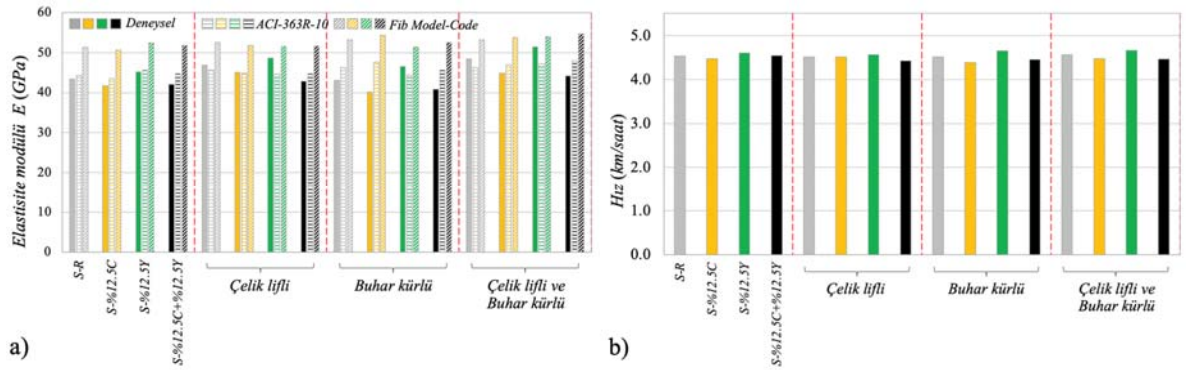 Deneysel ACI-363R-10 Fib Model-Code
Elastisite modülü E (GPa)
60
50
40
30
20
10
0
S-R
S-%12.5C
S-%12.5Y
S-%12.5C+%12.5Y
Çelik lifli
Buhar kürlü
Çelik lifli ve
Buhar kürlü
a)
Hız (km/saat)
5.0
4.0
3.0
2.0
1.0
0.0
S-R
S-%12.5C
S-%12.5Y
S-%12.5C+%12.5Y
Çelik lifli
Buhar kürlü
Çelik lifli ve
Buhar kürlü
b)